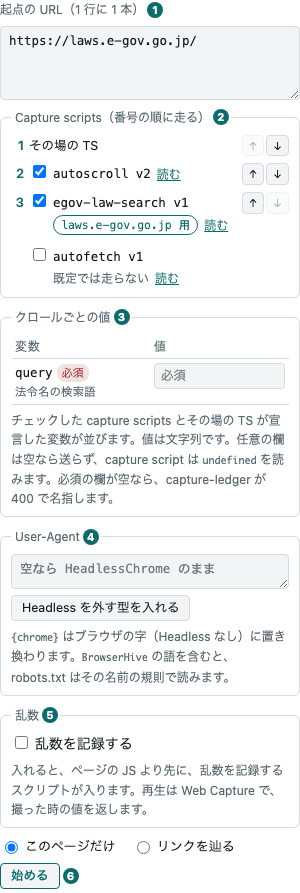 起点の URL（1 行に 1 本） 1
https://laws.e-gov.go.jp/
Capture scripts（番号の順に走る） 2
1 その場の TS ↑ ↓
2 autoscroll v2 読む ↑ ↓
3 egov-law-search v1 ↑ ↓
laws.e-gov.go.jp 用 読む
autofetch v1
既定では走らない 読む
クロールごとの値 3
変数 値
query 必須 必須
法令名の検索語
チェックした capture scripts とその場の TS が宣
言した変数が並びます。値は文字列です。任意の欄
は空なら送らず、capture script は undefined を読
みます。必須の欄が空なら、capture-ledger が
400 で名指します。
User-Agent 4
空なら HeadlessChrome のまま
Headless を外す型を入れる
{chrome} はブラウザの字（Headless なし）に置き
換わります。BrowserHive の語を含むと、
robots.txt はその名前の規則で読みます。
乱数 5
乱数を記録する
入れると、ページの JS より先に、乱数を記録する
スクリプトが入ります。再生は Web Capture で、
撮った時の値を返します。
このページだけ リンクを辿る
始める 6